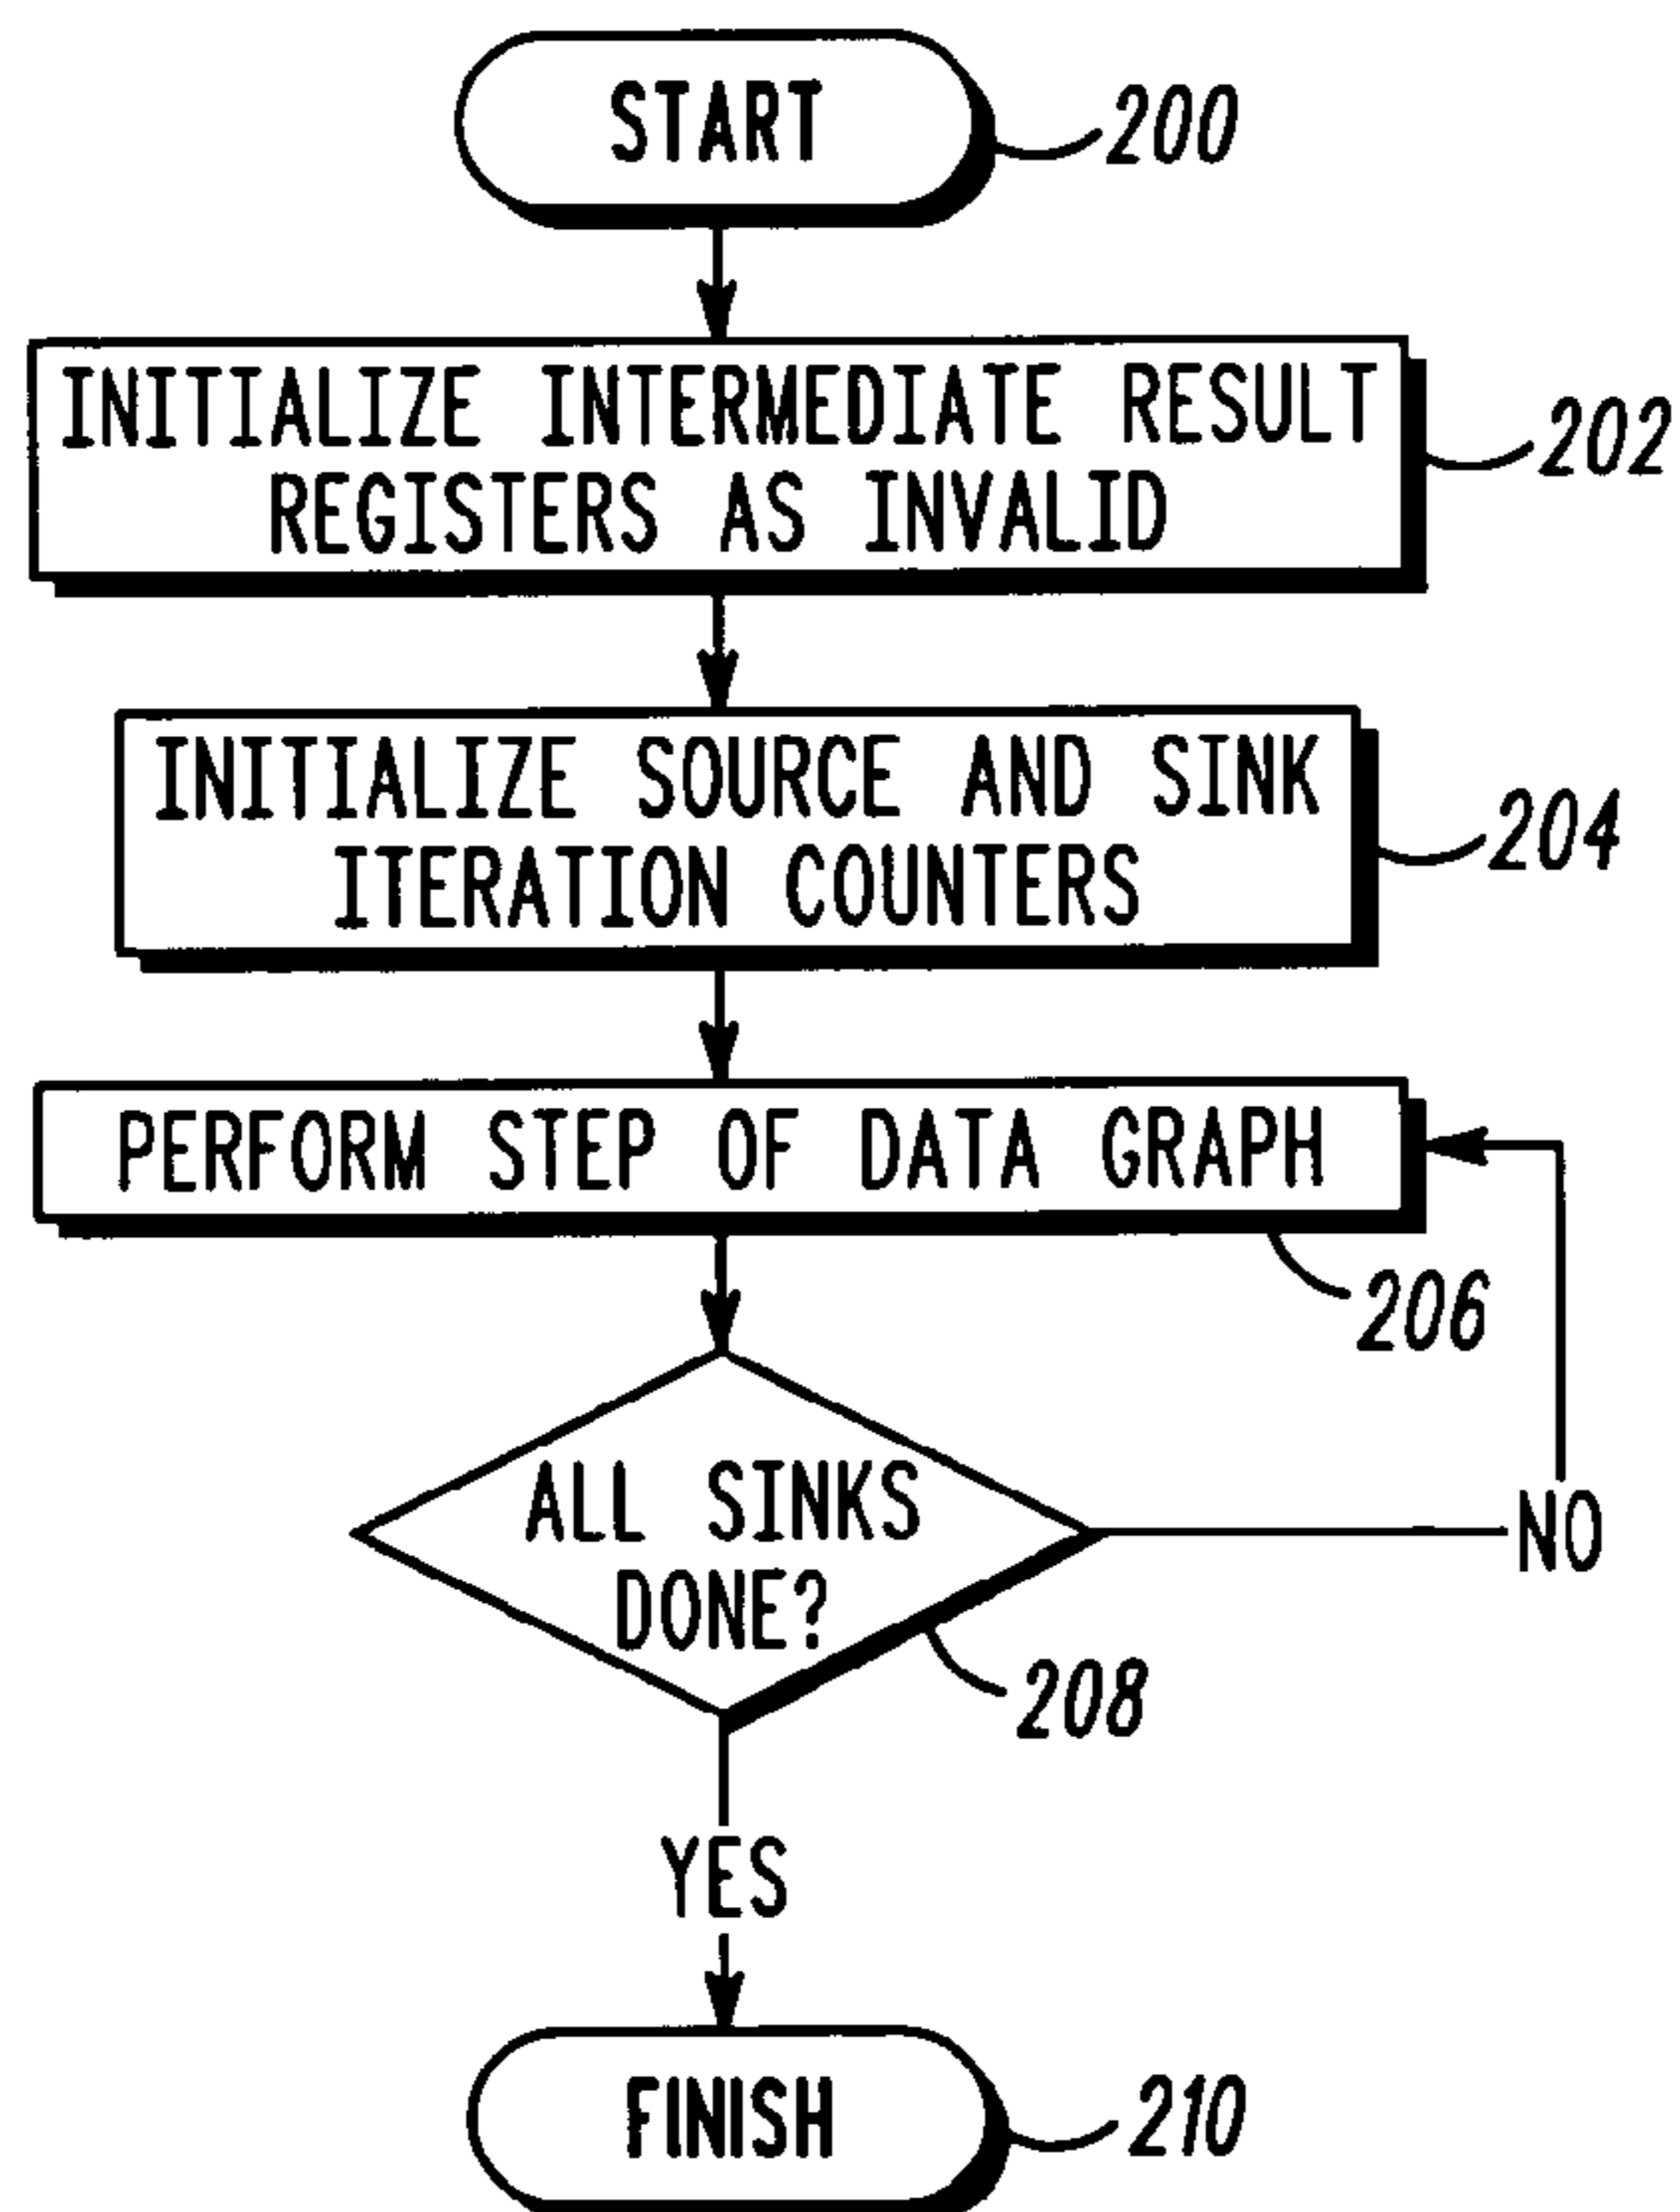 START
200
INITIALIZE INTERMEDIATE RESULT
REGISTERS AS INVALID
202
INITIALIZE SOURCE AND SINK
ITERATION COUNTERS
204
PERFORM STEP OF DATA GRAPH
206
ALL SINKS
DONE?
NO
208
YES
FINISH
210